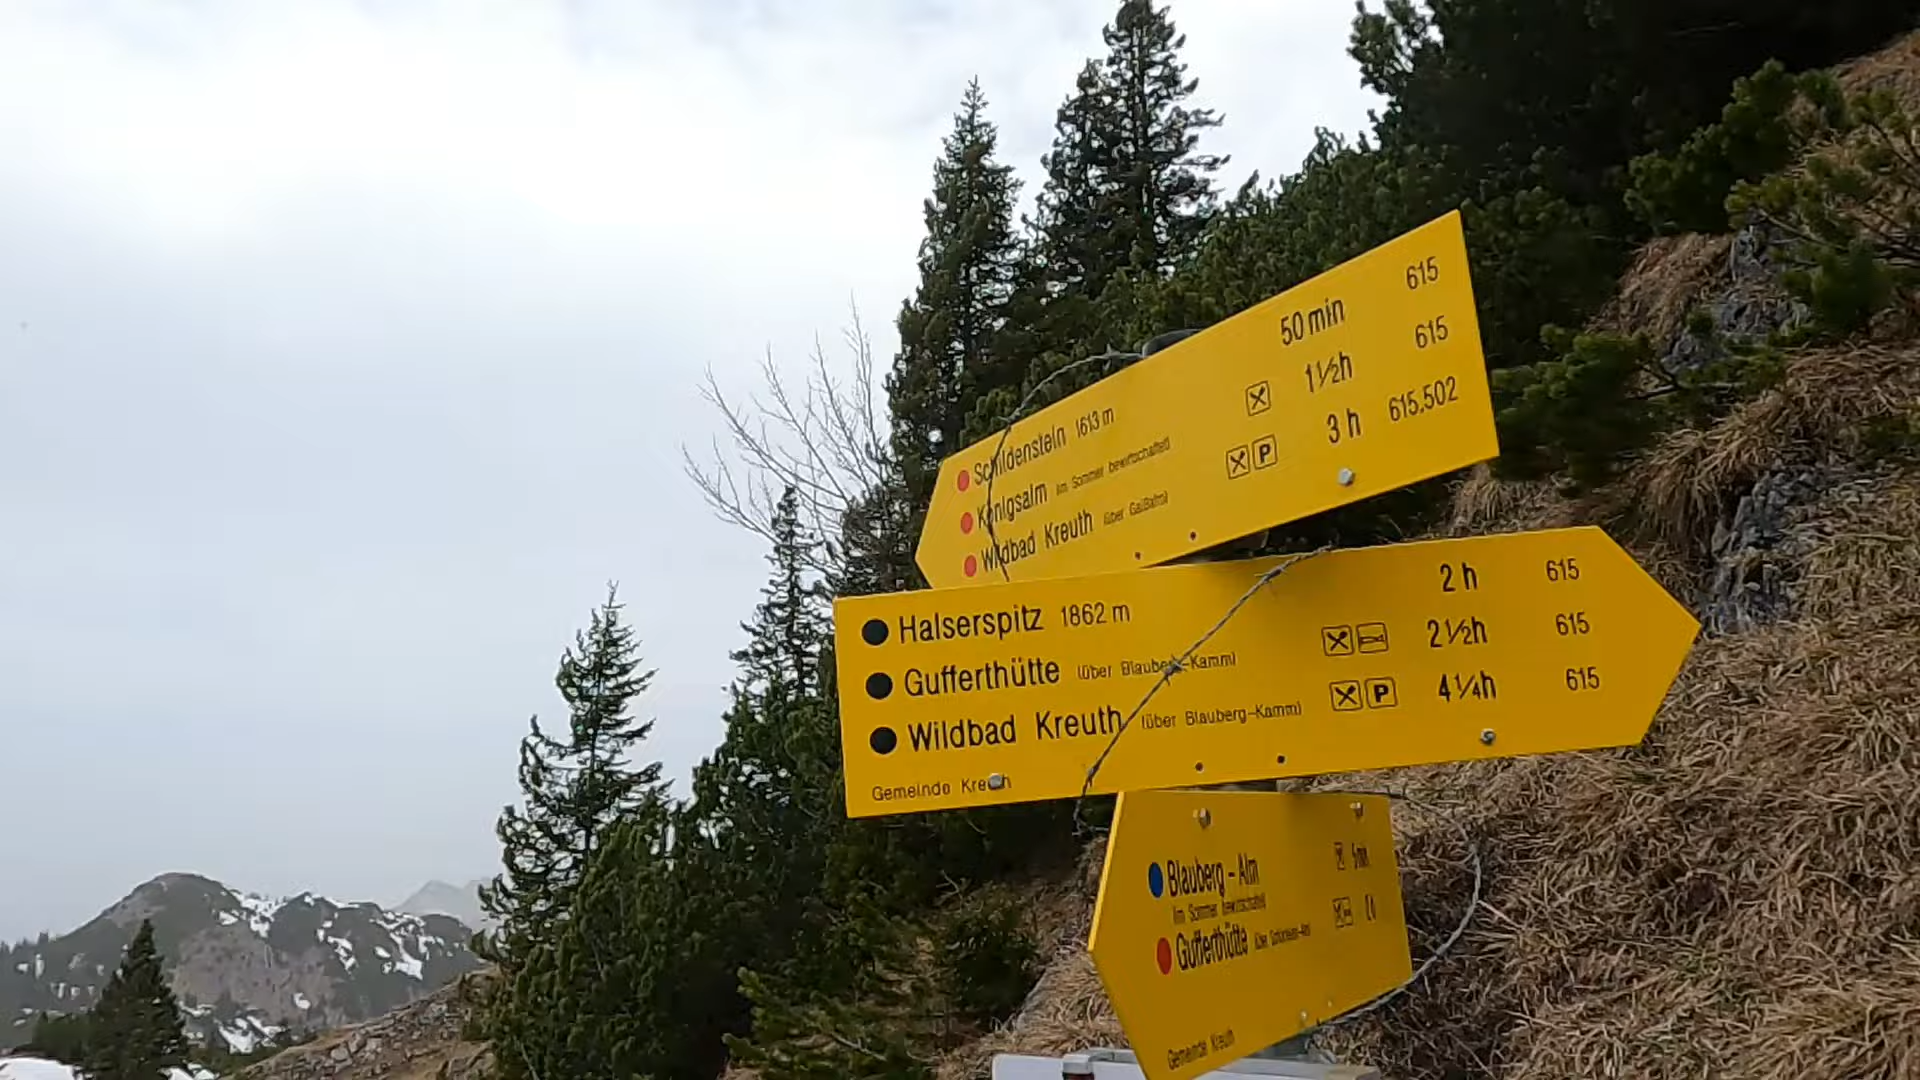 Schildenstein 1613 m 50 min 615
Königsalm (im Sommer bewirtschaftet) 1½h 615
Wildbad Kreuth (über Gaißalm) P 3 h 615,502
Halserspitz 1862 m 2 h 615
Gufferthütte (über Blauberg-Kamm) 2½h 615
Wildbad Kreuth (über Blauberg-Kamm) P 4¼h 615
Gemeinde Kreuth
Blauberg-Alm 5 min
(im Sommer bewirtschaftet)
Gufferthütte
Gemeinde Kreuth